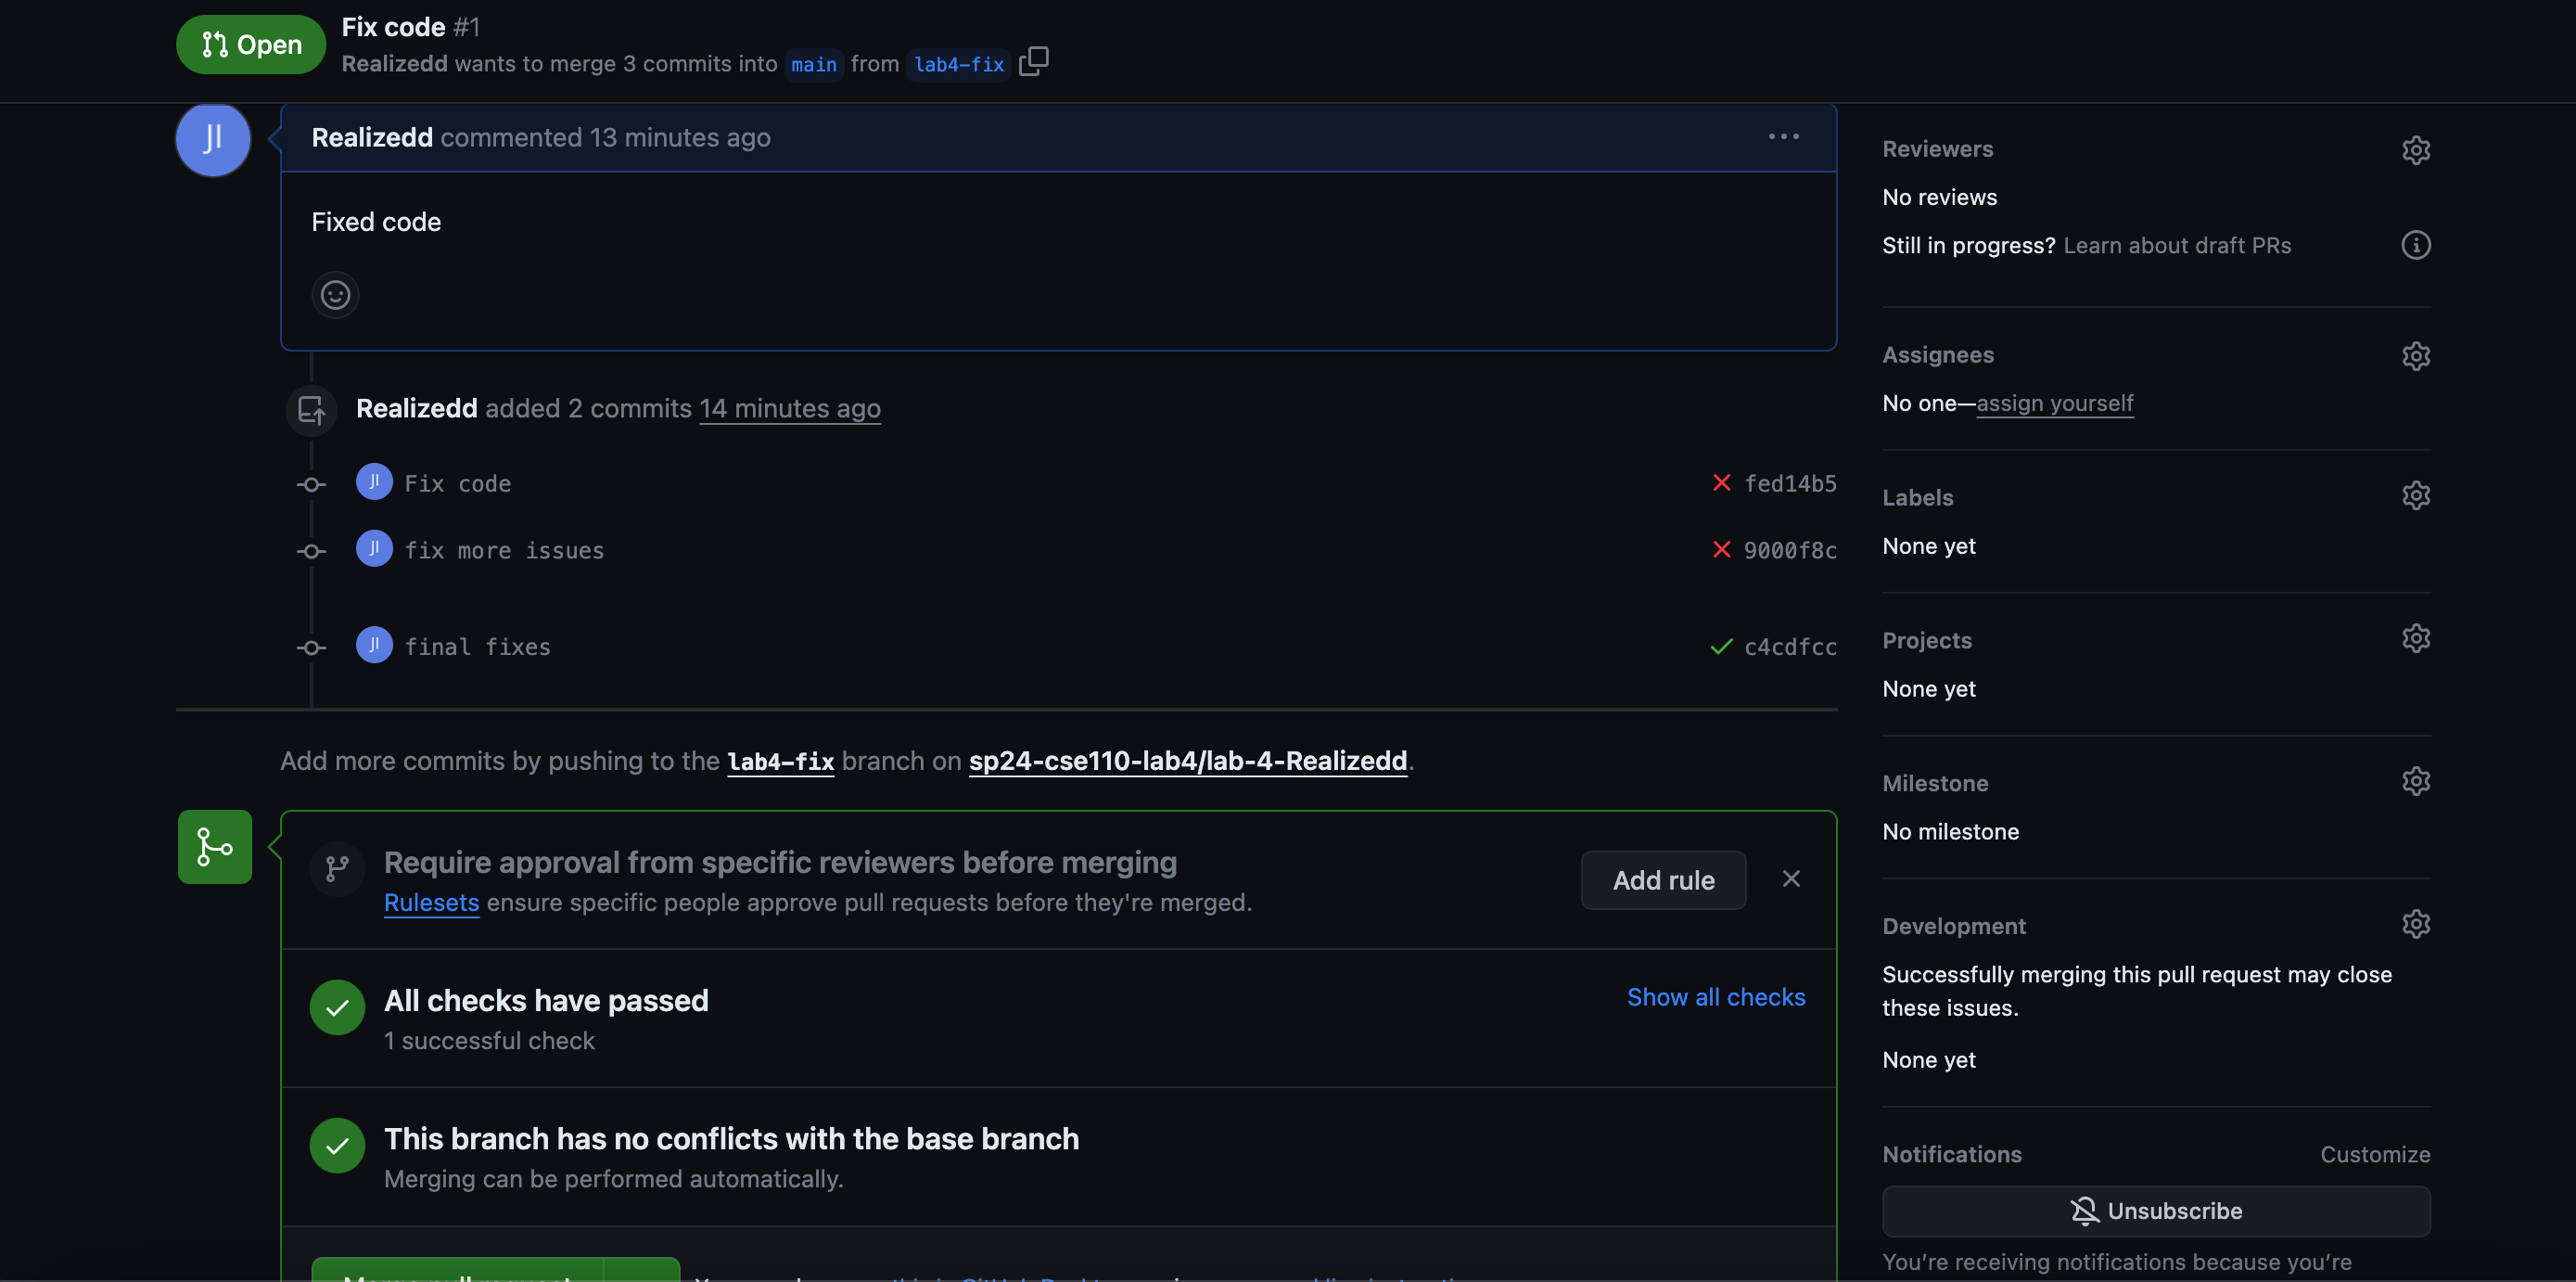 Open
Fix code #1
Realizedd wants to merge 3 commits into main from lab4-fix
JI
Realizedd commented 13 minutes ago
Fixed code
Realizedd added 2 commits 14 minutes ago
JI Fix code fed14b5
JI fix more issues 9000f8c
JI final fixes c4cdfcc
Add more commits by pushing to the lab4-fix branch on sp24-cse110-lab4/lab-4-Realizedd.
Require approval from specific reviewers before merging
Rulesets ensure specific people approve pull requests before they're merged.
Add rule
All checks have passed
1 successful check
Show all checks
This branch has no conflicts with the base branch
Merging can be performed automatically.
Merge pull request
Reviewers
No reviews
Still in progress? Learn about draft PRs
Assignees
No one—assign yourself
Labels
None yet
Projects
None yet
Milestone
No milestone
Development
Successfully merging this pull request may close
these issues.
None yet
Notifications
Customize
Unsubscribe
You're receiving notifications because you're